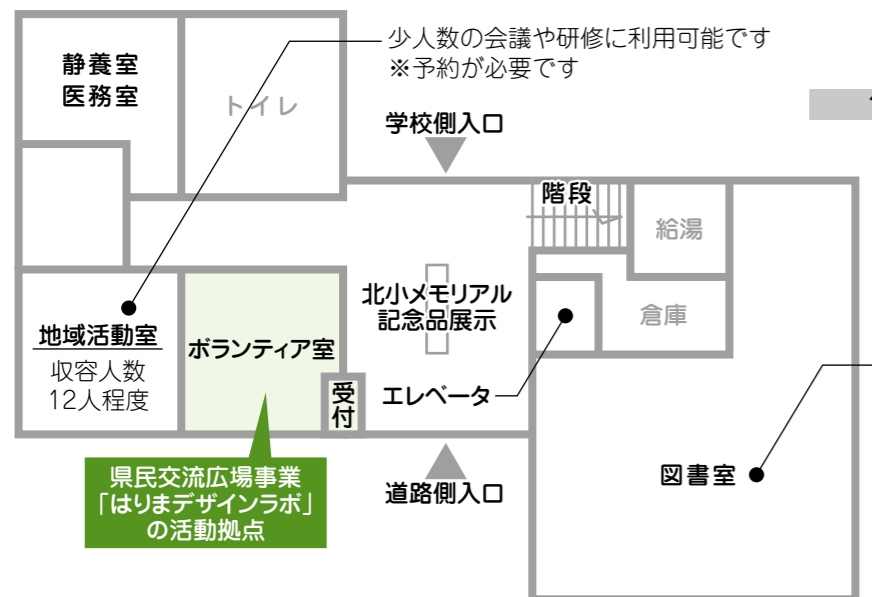 少人数の会議や研修に利用可能です
※予約が必要です
静養室
医務室
トイレ
学校側入口
階段
給湯
北小メモリアル
記念品展示
倉庫
地域活動室
収容人数
12人程度
ボランティア室
受付
エレベータ
図書室
県民交流広場事業
「はりまデザインラボ」
の活動拠点
道路側入口